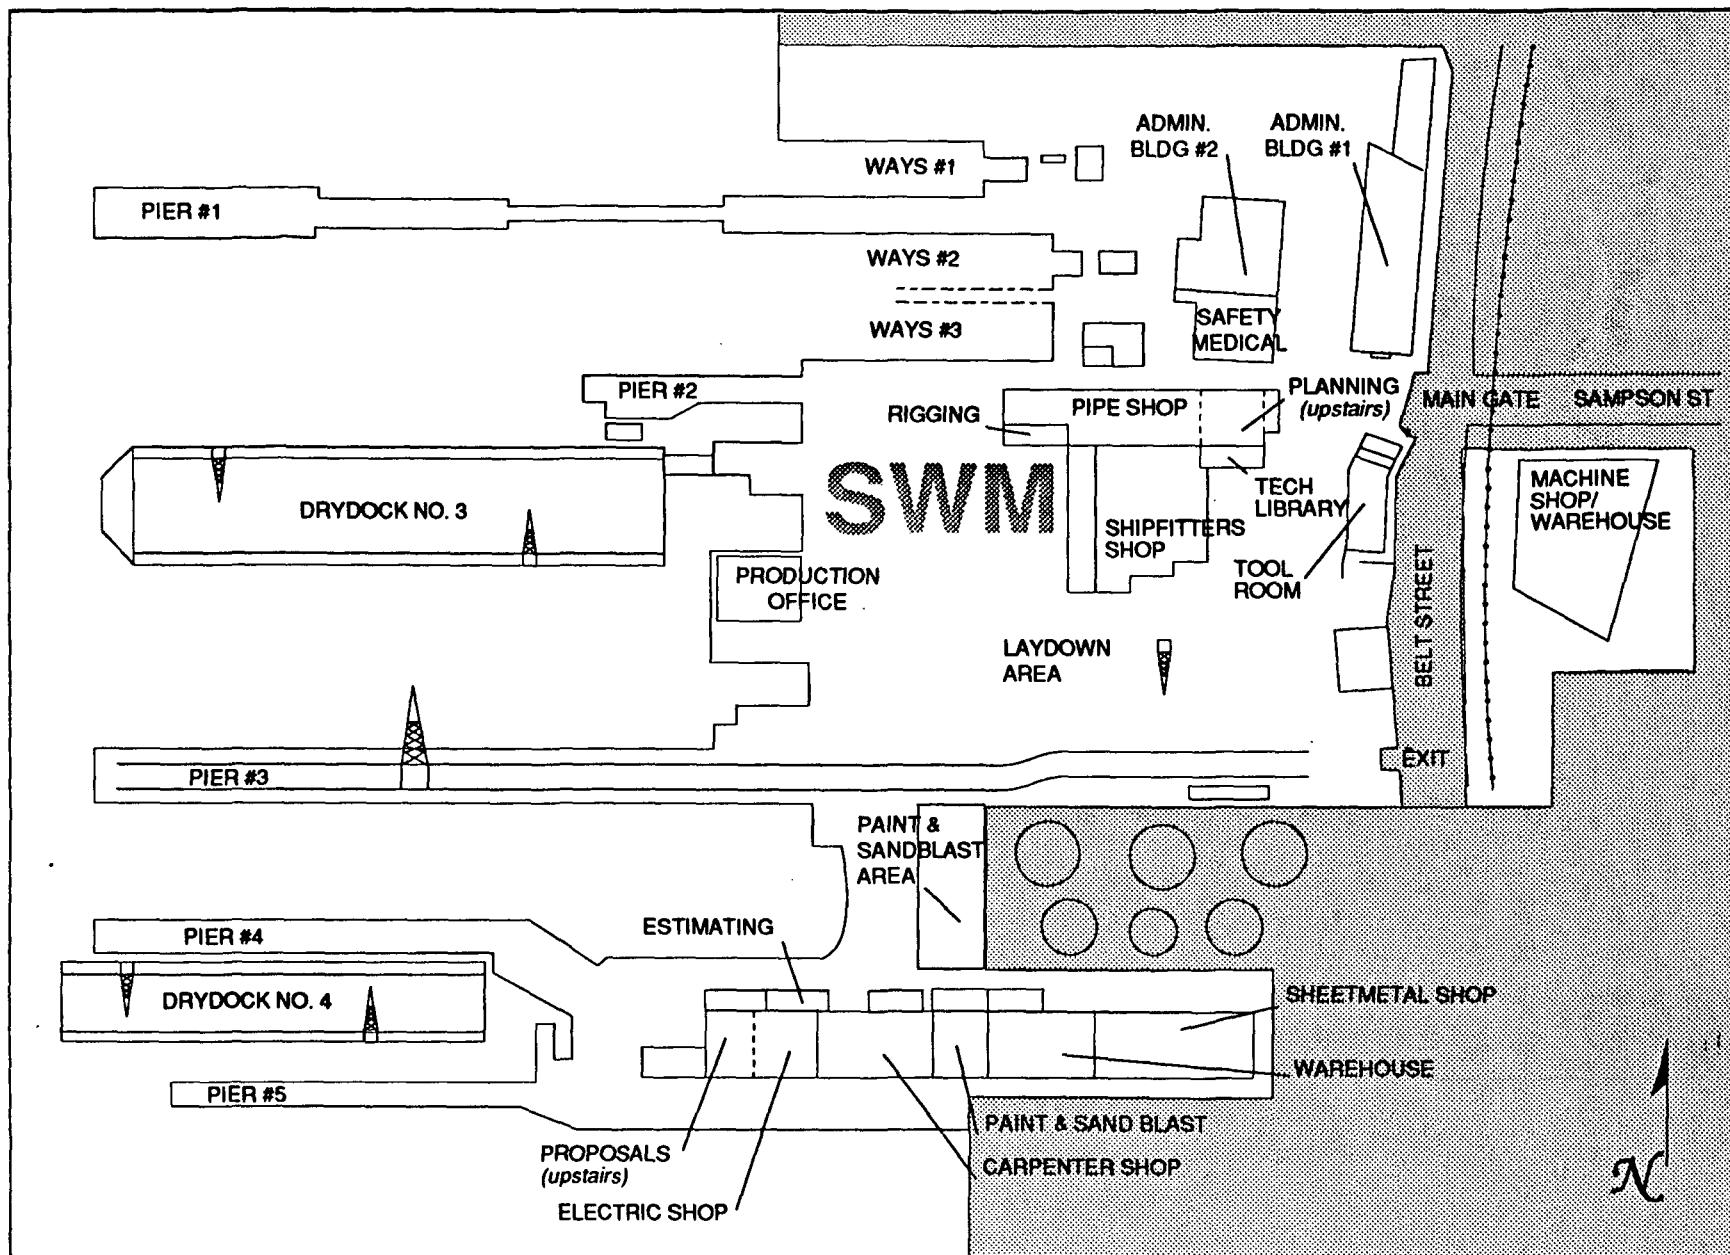 ADMIN.
BLDG #2
ADMIN.
BLDG #1
WAYS #1
PIER #1
WAYS #2
WAYS #3
SAFETY
MEDICAL
PIER #2
RIGGING
PIPE SHOP
PLANNING
(upstairs)
MAIN GATE
SAMPSON ST
SWM
DRYDOCK NO. 3
TECH
LIBRARY
MACHINE
SHOP/
WAREHOUSE
SHIPFITTERS
SHOP
TOOL
ROOM
PRODUCTION
OFFICE
BELT STREET
LAYDOWN
AREA
EXIT
PIER #3
PAINT &
SANDBLAST
AREA
ESTIMATING
PIER #4
DRYDOCK NO. 4
SHEETMETAL SHOP
WAREHOUSE
PIER #5
PAINT & SAND BLAST
PROPOSALS
(upstairs)
CARPENTER SHOP
ELECTRIC SHOP
N